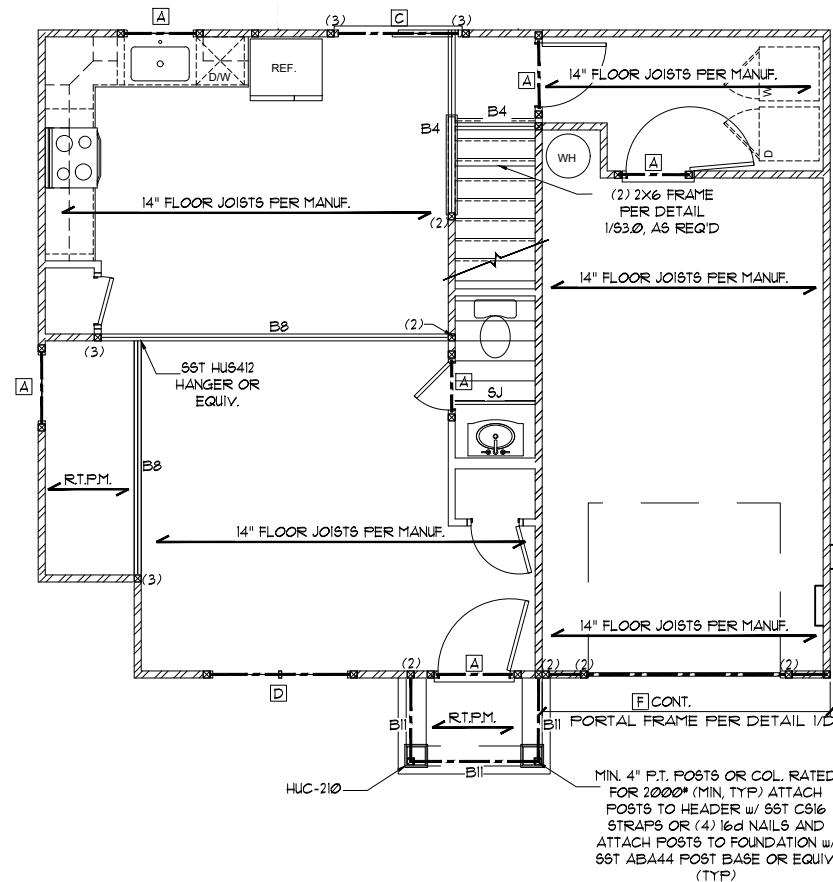 A
(3)
C
(3)
D/W
REF.
A
14" FLOOR JOISTS PER MANUF.
W
B4
B4
WH
A
D
14" FLOOR JOISTS PER MANUF.
(2)
(2) 2X6 FRAME
PER DETAIL
1/S3.0, AS REQ'D
14" FLOOR JOISTS PER MANUF.
B8
(2)
(3)
SST HUS412
HANGER OR
EQUIV.
A
A
SJ
B8
R.T.P.M.
14" FLOOR JOISTS PER MANUF.
(3)
14" FLOOR JOISTS PER MANUF.
(2)
A
(2)
(2)
(2)
D
F CONT.
B11
R.T.P.M.
B11
PORTAL FRAME PER DETAIL 1/D
B11
HUC-210
MIN. 4" P.T. POSTS OR COL. RATED
FOR 2000# (MIN, TYP) ATTACH
POSTS TO HEADER w/ SST CS16
STRAPS OR (4) 16d NAILS AND
ATTACH POSTS TO FOUNDATION w/
SST ABA44 POST BASE OR EQUIV
(TYP)